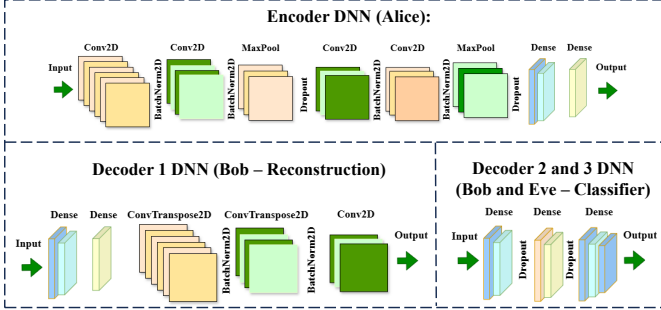 Encoder DNN (Alice):
Input
Conv2D
BatchNorm2D
Conv2D
BatchNorm2D
MaxPool
Dropout
Conv2D
BatchNorm2D
Conv2D
BatchNorm2D
MaxPool
Dropout
Dense
Dense
Output
Decoder 1 DNN (Bob – Reconstruction)
Input
Dense
Dense
ConvTranspose2D
BatchNorm2D
ConvTranspose2D
BatchNorm2D
Conv2D
Output
Decoder 2 and 3 DNN
(Bob and Eve – Classifier)
Input
Dense
Dropout
Dense
Dropout
Dense
Output